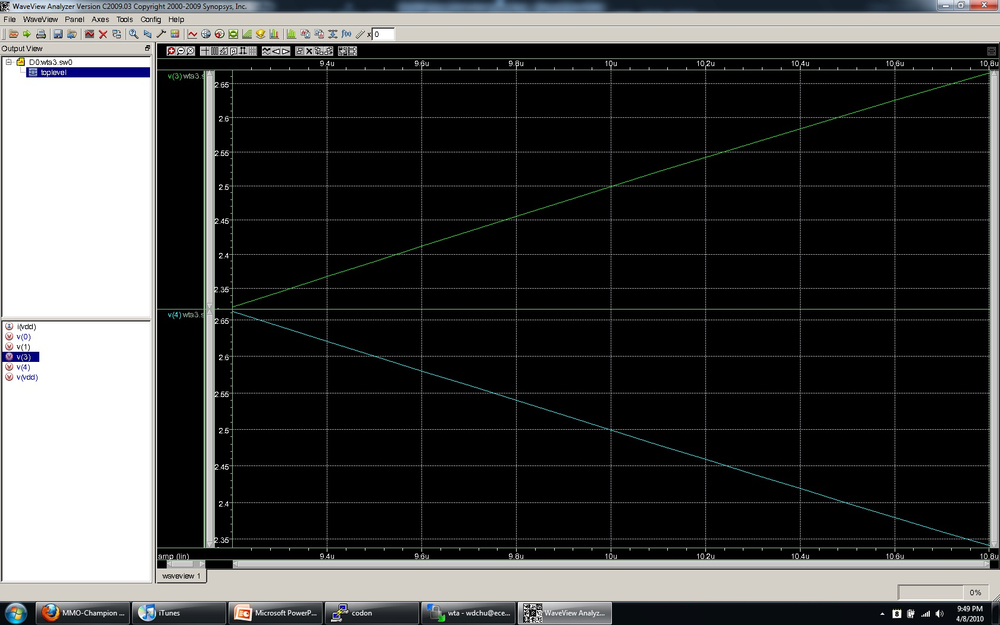 WaveView Analyzer Version C2009.03 Copyright 2000-2009 Synopsys, Inc.
File WaveView Panel Axes Tools Config Help
f(x) x 0
Output View
D0:wta3.sw0
toplevel
9.4u 9.6u 9.8u 10u 10.2u 10.4u 10.6u 10.8u
v(3) wta3.s
2.65
2.6
2.55
2.5
2.45
2.4
2.35
v(4) wta3.s
2.65
2.6
2.55
2.5
2.45
2.4
2.35
i(vdd)
v(0)
v(1)
v(3)
v(4)
v(vdd)
amp (lin) 9.4u 9.6u 9.8u 10u 10.2u 10.4u 10.6u 10.8u
waveview 1
0%
MMO-Champion ... iTunes Microsoft PowerP... codon wta - wdchu@ece... WaveView Analyz... 8 9:49 PM
4/8/2010